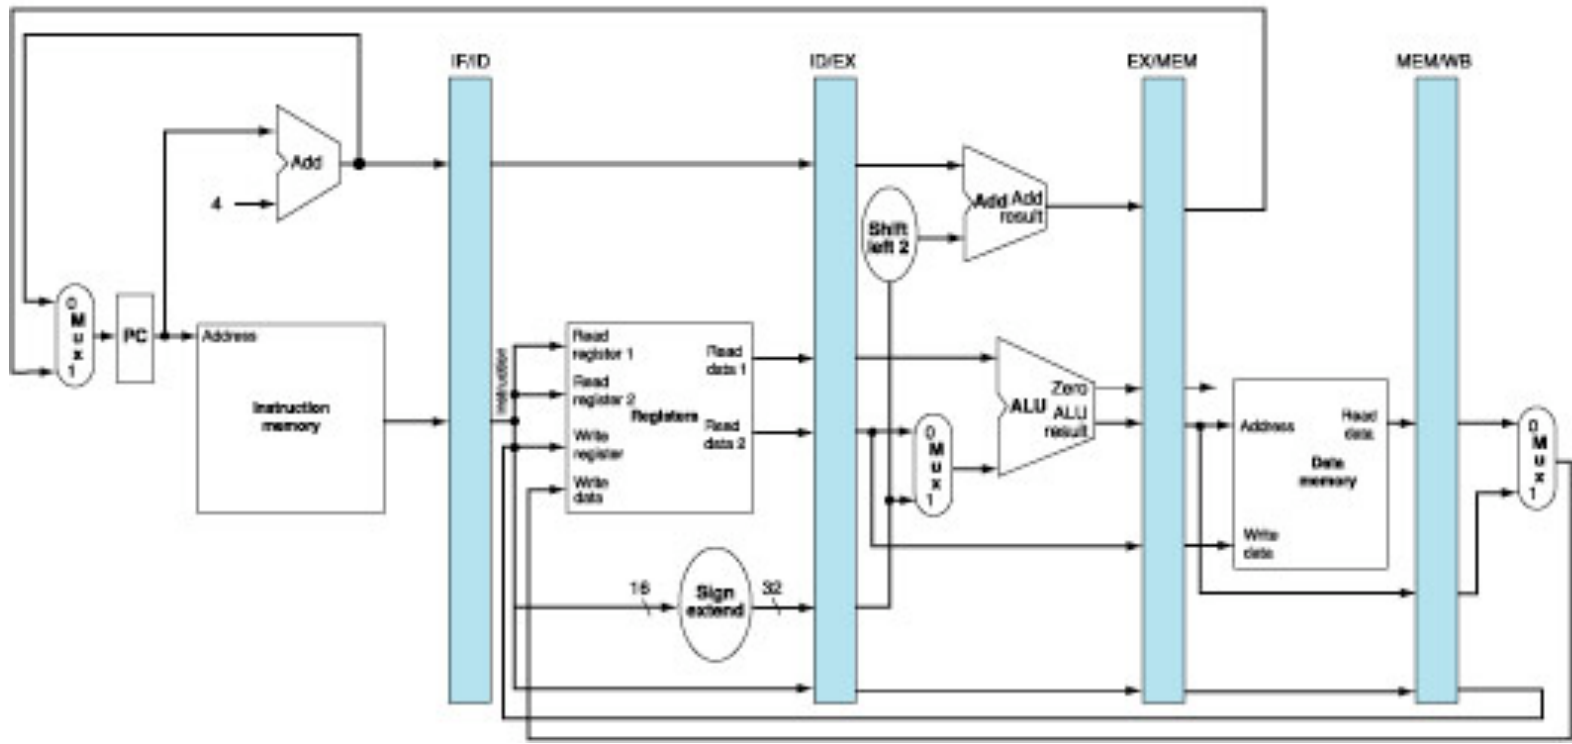 IF/ID
ID/EX
EX/MEM
MEM/WB
Add
4
Shift
left 2
Add
Add
result
0
M
u
x
1
PC
Address
Instruction
memory
Instruction
Read
register 1
Read
register 2
Write
register
Write
data
Registers
Read
data 1
Read
data 2
16
Sign
extend
32
0
M
u
x
1
ALU
Zero
ALU
result
Address
Read
data
Data
memory
Write
data
0
M
u
x
1